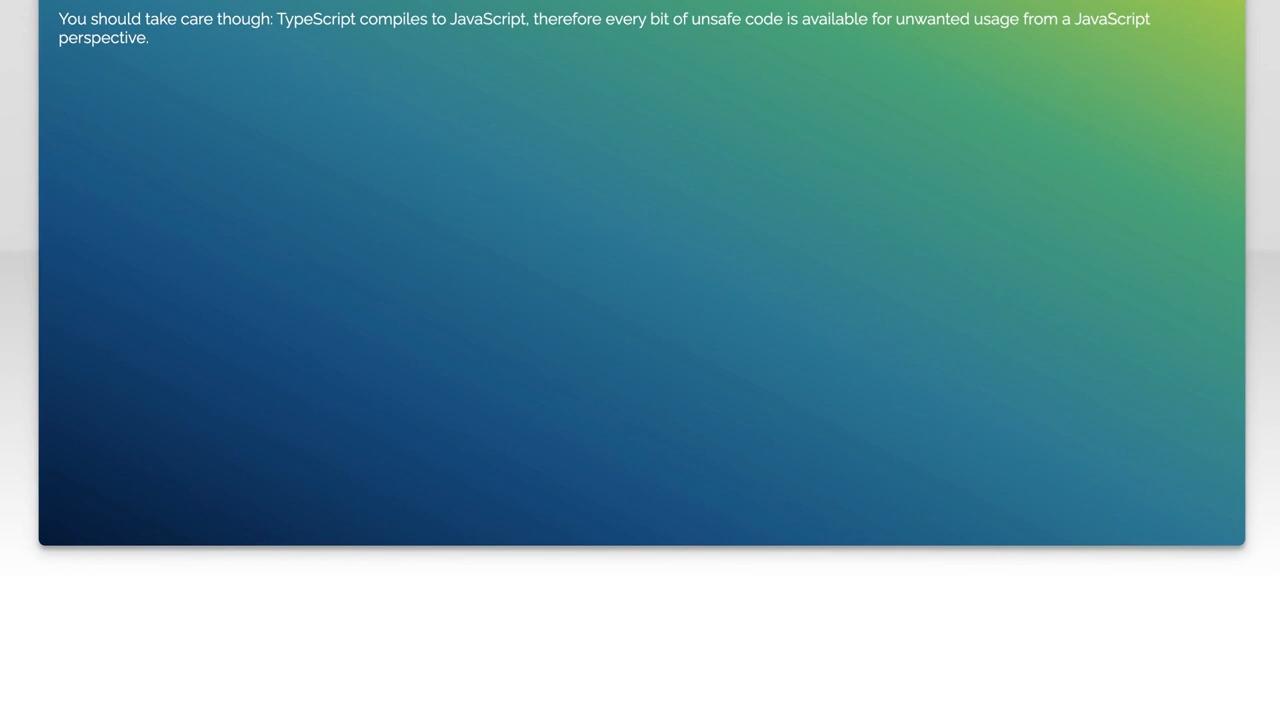 You should take care though: TypeScript compiles to JavaScript, therefore every bit of unsafe code is available for unwanted usage from a JavaScript
perspective.